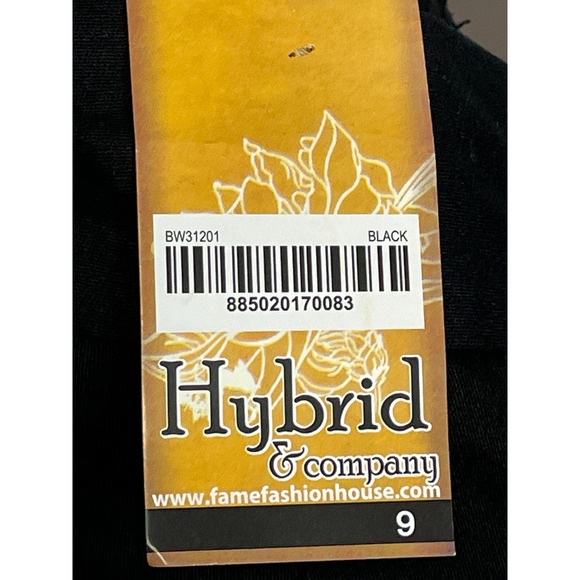 BW31201 BLACK
885020170083
Hybrid
& company
www.famefashionhouse.com
9